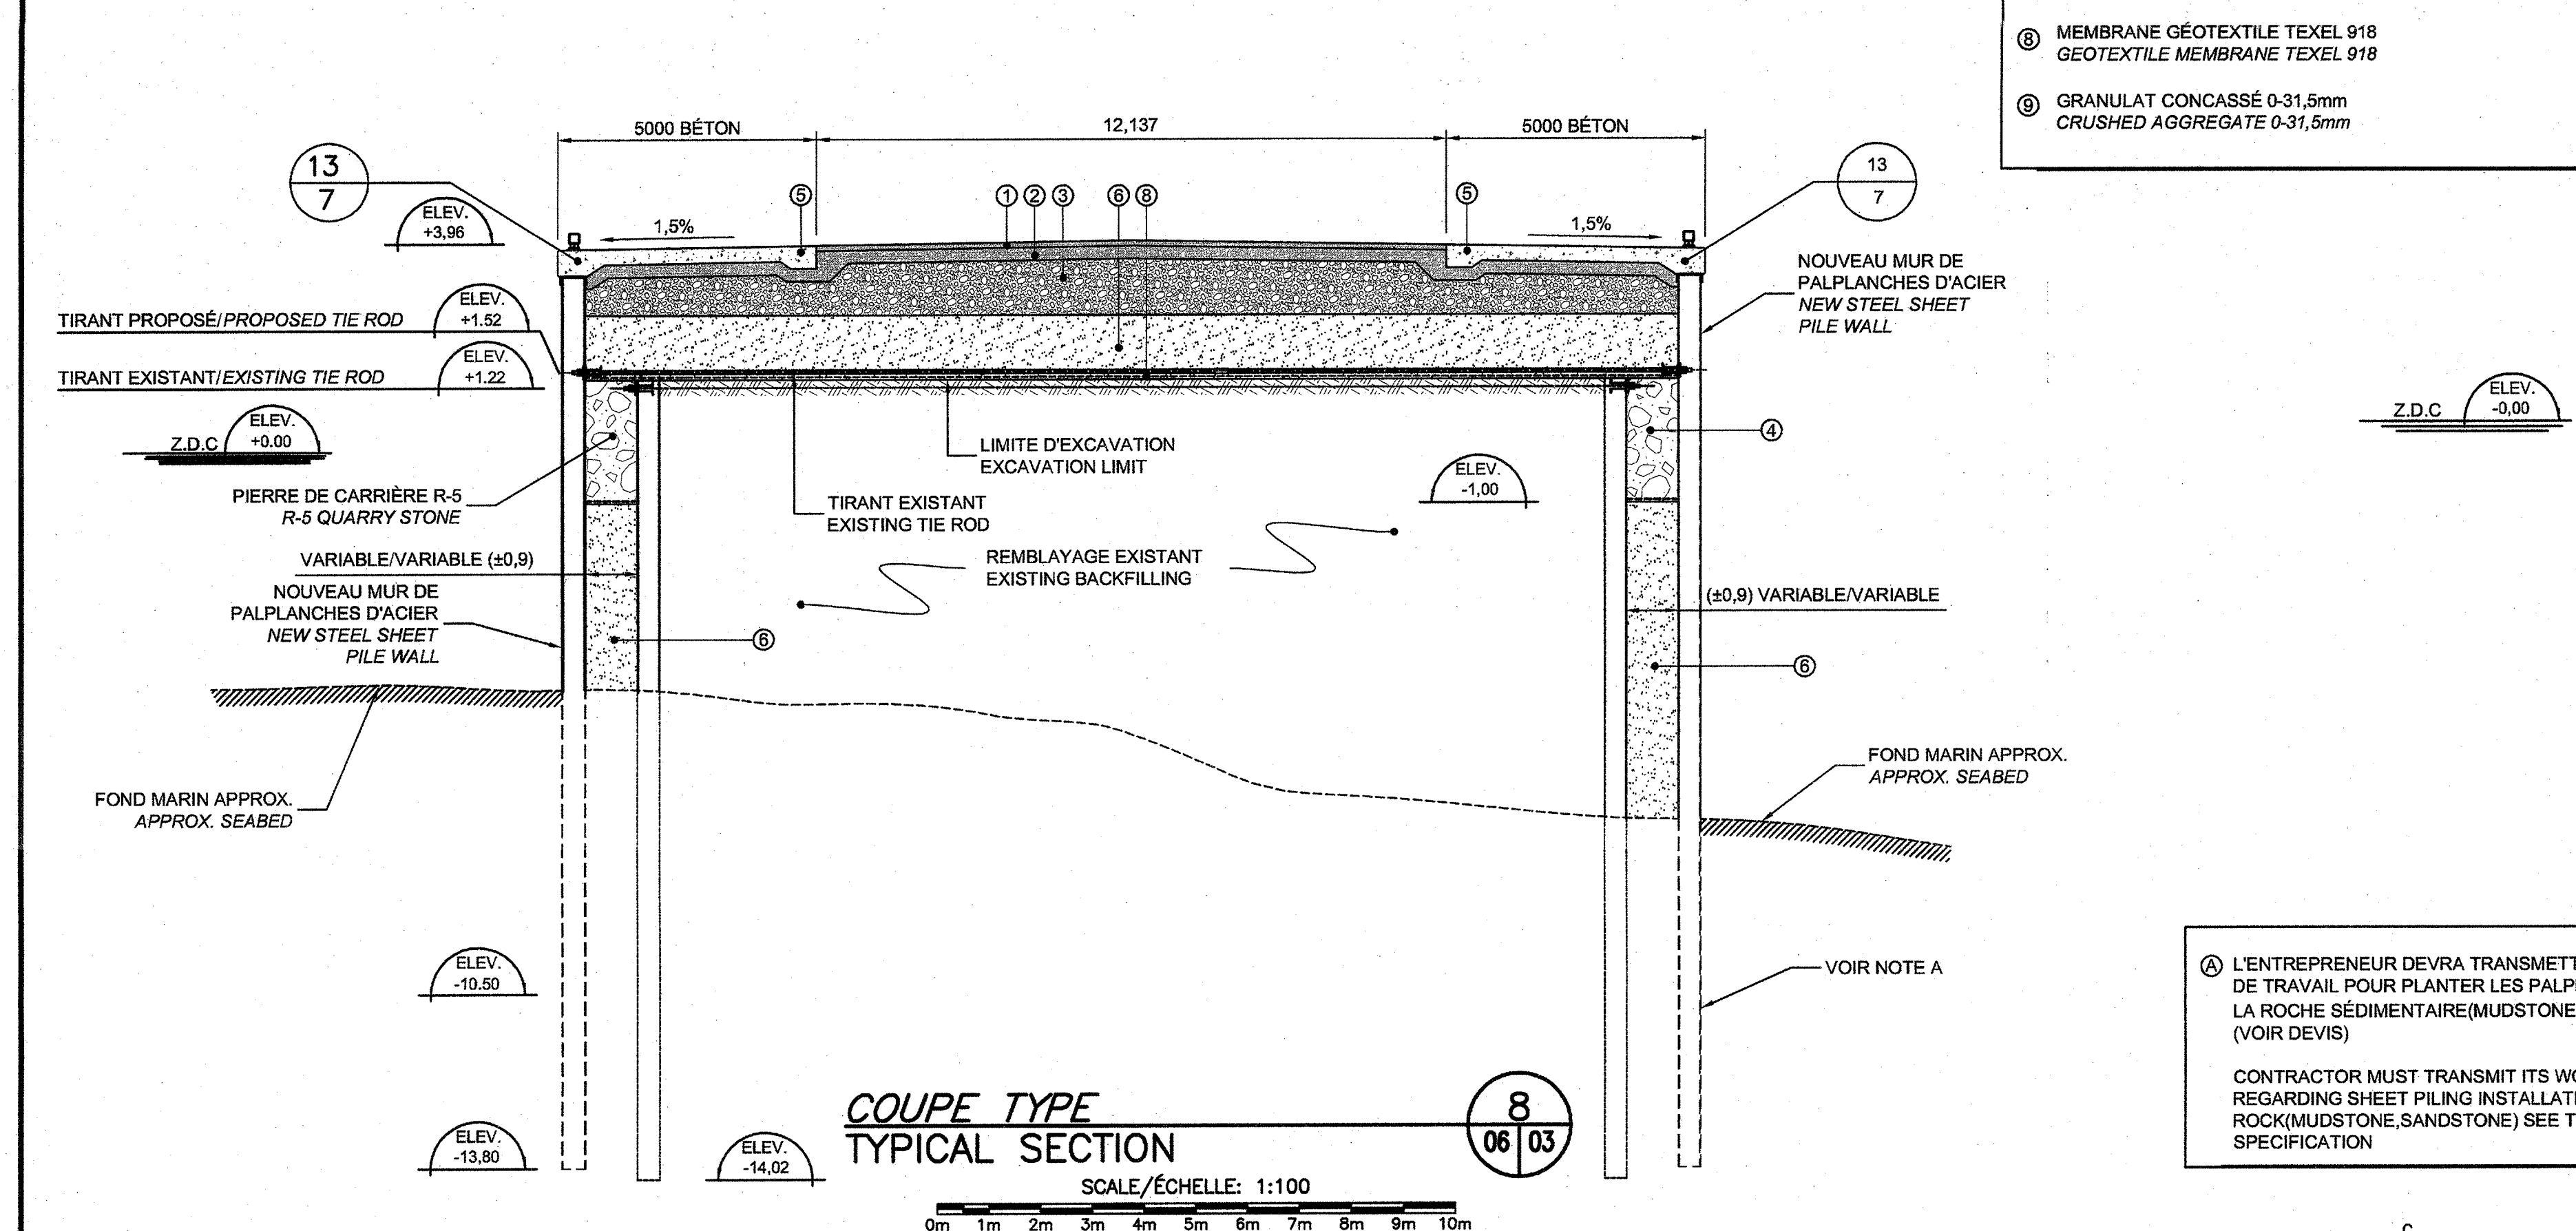 ⑧ MEMBRANE GÉOTEXTILE TEXEL 918
GEOTEXTILE MEMBRANE TEXEL 918
⑨ GRANULAT CONCASSÉ 0-31,5mm
CRUSHED AGGREGATE 0-31,5mm
5000 BÉTON
12,137
5000 BÉTON
13
7
13
7
⑤
① ② ③ ⑥ ⑧
⑤
ELEV.
+3,96
1,5%
1,5%
NOUVEAU MUR DE
PALPLANCHES D'ACIER
NEW STEEL SHEET
PILE WALL
TIRANT PROPOSÉ/PROPOSED TIE ROD
ELEV.
+1.52
TIRANT EXISTANT/EXISTING TIE ROD
ELEV.
+1.22
Z.D.C
ELEV.
+0.00
Z.D.C
ELEV.
-0,00
④
LIMITE D'EXCAVATION
EXCAVATION LIMIT
ELEV.
-1,00
PIERRE DE CARRIÈRE R-5
R-5 QUARRY STONE
TIRANT EXISTANT
EXISTING TIE ROD
VARIABLE/VARIABLE (±0,9)
REMBLAYAGE EXISTANT
EXISTING BACKFILLING
(±0,9) VARIABLE/VARIABLE
NOUVEAU MUR DE
PALPLANCHES D'ACIER
NEW STEEL SHEET
PILE WALL
⑥
⑥
FOND MARIN APPROX.
APPROX. SEABED
FOND MARIN APPROX.
APPROX. SEABED
ELEV.
-10.50
VOIR NOTE A
Ⓐ L'ENTREPRENEUR DEVRA TRANSMETT
DE TRAVAIL POUR PLANTER LES PALP
LA ROCHE SÉDIMENTAIRE(MUDSTONE
(VOIR DEVIS)
CONTRACTOR MUST TRANSMIT ITS WO
REGARDING SHEET PILING INSTALLATI
ROCK(MUDSTONE,SANDSTONE) SEE T
SPECIFICATION
ELEV.
-13,80
ELEV.
-14,02
COUPE TYPE
TYPICAL SECTION
8
06 03
SCALE/ÉCHELLE: 1:100
0m 1m 2m 3m 4m 5m 6m 7m 8m 9m 10m